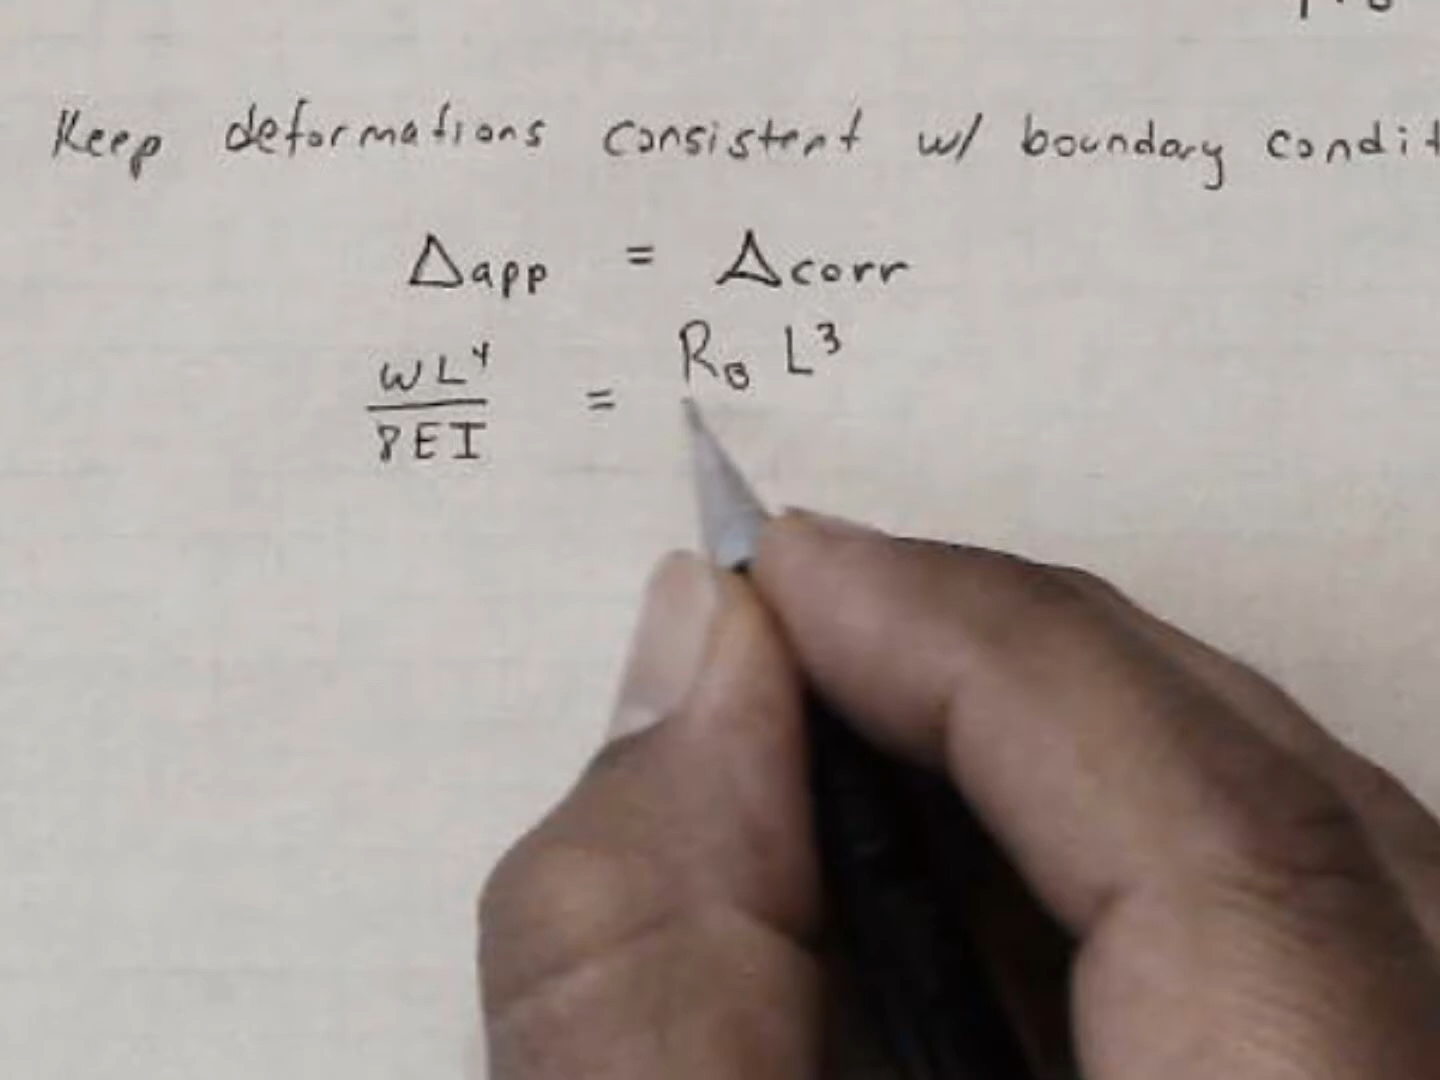 Keep deformations consistent w/ boundary condit
Δapp = Δcorr
wL⁴/8EI = R_B L³